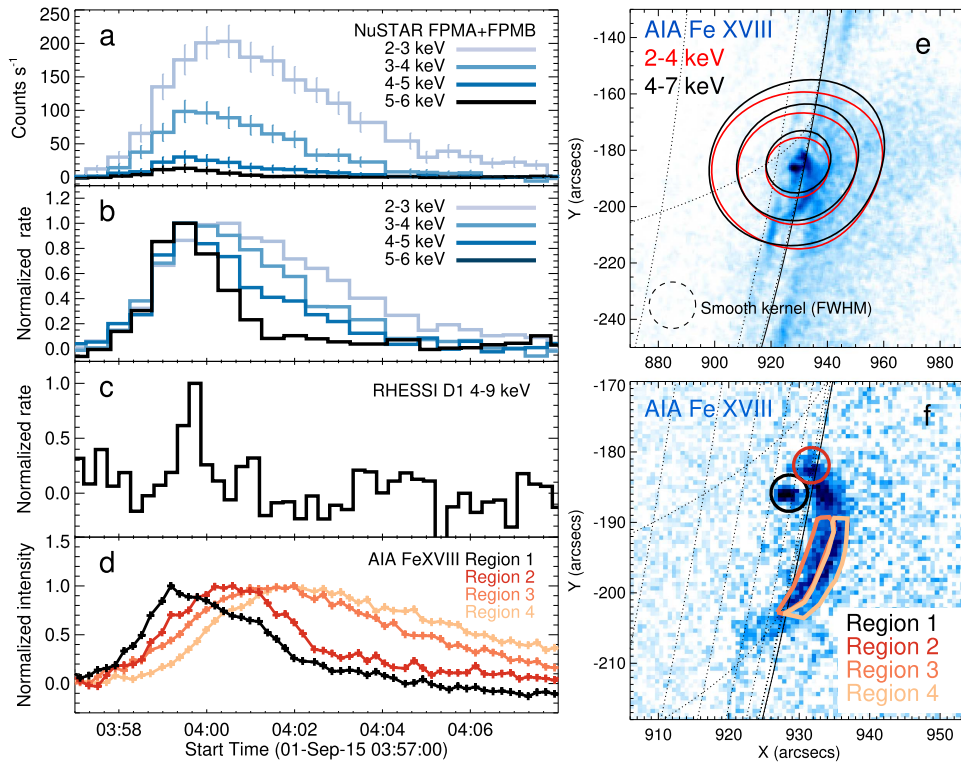 a
NuSTAR FPMA+FPMB
2-3 keV
3-4 keV
4-5 keV
5-6 keV
Counts s⁻¹
250
200
150
100
50
0
b
2-3 keV
3-4 keV
4-5 keV
5-6 keV
Normalized rate
1.2
1.0
0.8
0.6
0.4
0.2
0.0
c
RHESSI D1 4-9 keV
Normalized rate
1.0
0.5
0.0
d
AIA FeXVIII Region 1
Region 2
Region 3
Region 4
Normalized intensity
1.5
1.0
0.5
0.0
03:58 04:00 04:02 04:04 04:06
Start Time (01-Sep-15 03:57:00)
AIA Fe XVIII
2-4 keV
4-7 keV
e
Smooth kernel (FWHM)
Y (arcsecs)
-140
-160
-180
-200
-220
-240
880 900 920 940 960 980
AIA Fe XVIII
f
Region 1
Region 2
Region 3
Region 4
Y (arcsecs)
-170
-180
-190
-200
-210
910 920 930 940 950
X (arcsecs)